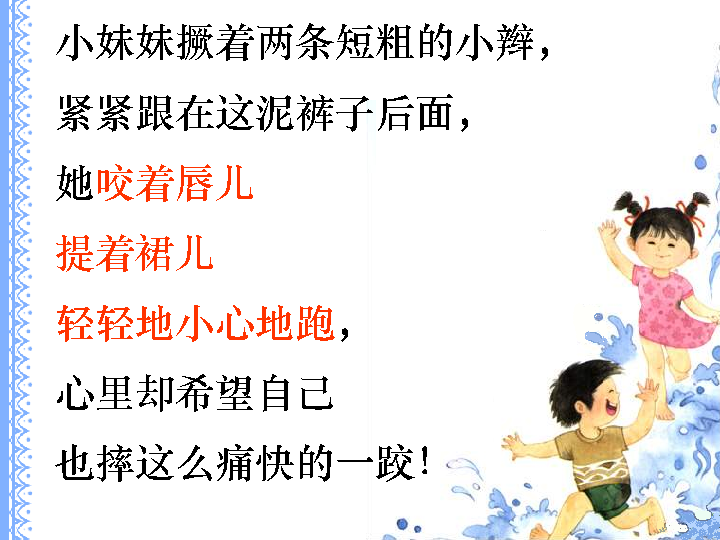 小妹妹撅着两条短粗的小辫，
紧紧跟在这泥裤子后面，
她咬着唇儿
提着裙儿
轻轻地小心地跑，
心里却希望自己
也摔这么痛快的一跤！